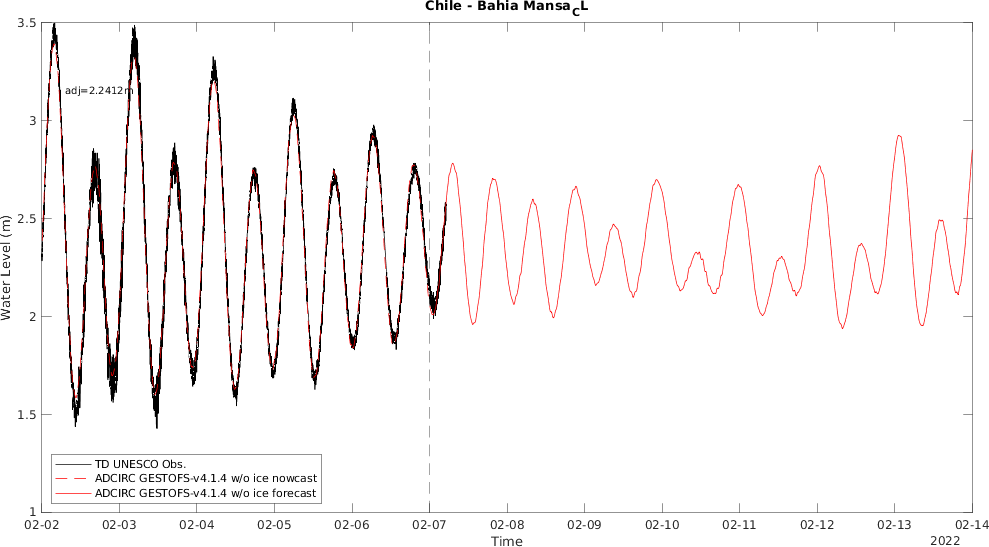 Chile - Bahia Mansa_CL
3.5
adj=2.2412m
3
2.5
Water Level (m)
2
1.5
TD UNESCO Obs.
ADCIRC GESTOFS-v4.1.4 w/o ice nowcast
ADCIRC GESTOFS-v4.1.4 w/o ice forecast
1
02-02 02-03 02-04 02-05 02-06 02-07 02-08 02-09 02-10 02-11 02-12 02-13 02-14
Time
2022